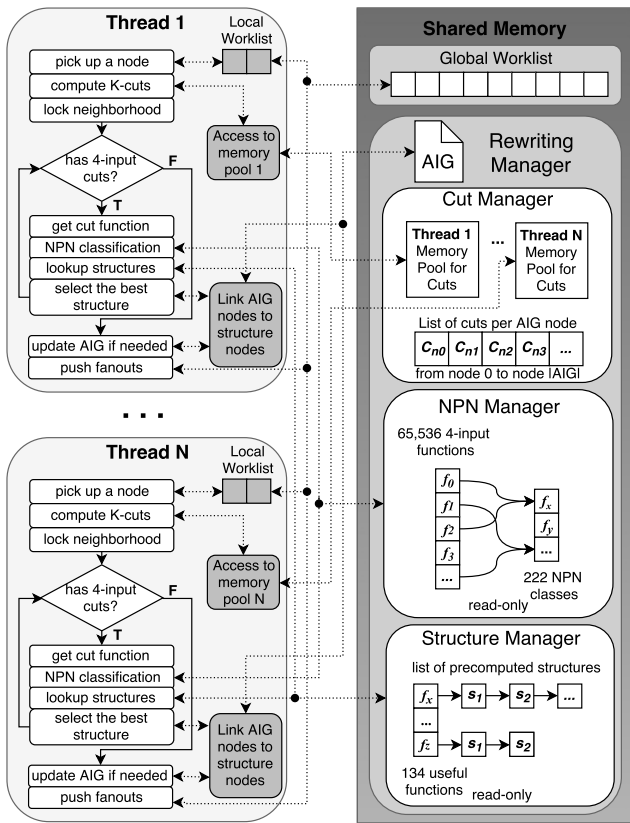 Thread 1
Local
Worklist
pick up a node
compute K-cuts
lock neighborhood
Access to
memory
pool 1
has 4-input
cuts?
F
T
get cut function
NPN classification
lookup structures
select the best
structure
Link AIG
nodes to
structure
nodes
update AIG if needed
push fanouts
...
Thread N
Local
Worklist
pick up a node
compute K-cuts
lock neighborhood
Access to
memory
pool N
has 4-input
cuts?
F
T
get cut function
NPN classification
lookup structures
select the best
structure
Link AIG
nodes to
structure
nodes
update AIG if needed
push fanouts
Shared Memory
Global Worklist
AIG
Rewriting
Manager
Cut Manager
Thread 1
Memory
Pool for
Cuts
...
Thread N
Memory
Pool for
Cuts
List of cuts per AIG node
Cn0 Cn1 Cn2 Cn3 ...
from node 0 to node |AIG|
NPN Manager
65,536 4-input
functions
f0
f1
f2
f3
...
fx
fy
...
222 NPN
classes
read-only
Structure Manager
list of precomputed structures
fx s1 s2 ...
...
fz s1 s2
134 useful
functions
read-only